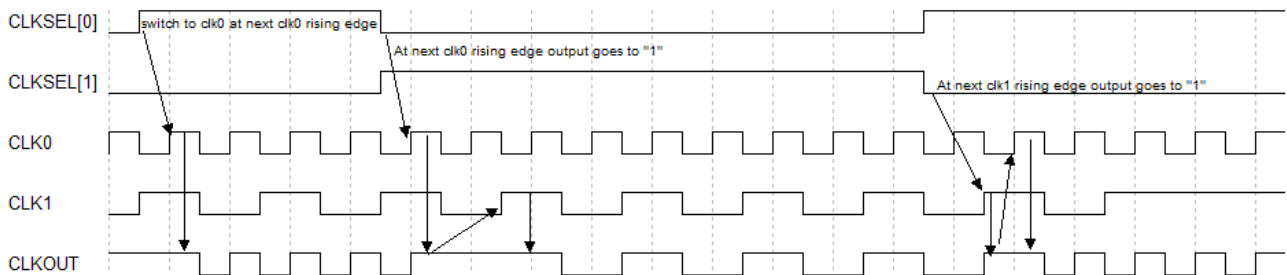 CLKSEL[0]
switch to clk0 at next clk0 rising edge
At next clk0 rising edge output goes to "1"
CLKSEL[1]
At next clk1 rising edge output goes to "1"
CLK0
CLK1
CLKOUT